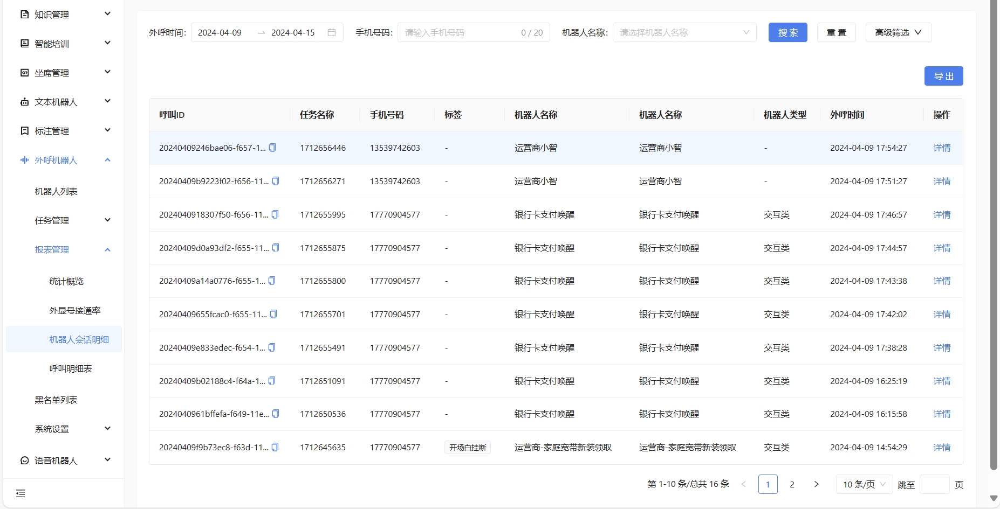 知识管理
智能培训
坐席管理
文本机器人
标注管理
外呼机器人
机器人列表
任务管理
报表管理
统计概览
外显号接通率
机器人会话明细
呼叫明细表
黑名单列表
系统设置
语音机器人
外呼时间: 2024-04-09 → 2024-04-15 手机号码: 请输入手机号码 0 / 20 机器人名称: 请选择机器人名称 搜 索 重 置 高级筛选
导 出
呼叫ID 任务名称 手机号码 标签 机器人名称 机器人名称 机器人类型 外呼时间 操作
20240409246bae06-f657-1... 1712656446 13539742603 - 运营商小智 运营商小智 - 2024-04-09 17:54:27 详情
20240409b9223f02-f656-11... 1712656271 13539742603 - 运营商小智 运营商小智 - 2024-04-09 17:51:27 详情
2024040918307f50-f656-11... 1712655995 17770904577 - 银行卡支付唤醒 银行卡支付唤醒 交互类 2024-04-09 17:46:57 详情
20240409d0a93df2-f655-11... 1712655875 17770904577 - 银行卡支付唤醒 银行卡支付唤醒 交互类 2024-04-09 17:44:57 详情
20240409a14a0776-f655-1... 1712655800 17770904577 - 银行卡支付唤醒 银行卡支付唤醒 交互类 2024-04-09 17:43:38 详情
20240409655fcac0-f655-11... 1712655701 17770904577 - 银行卡支付唤醒 银行卡支付唤醒 交互类 2024-04-09 17:42:02 详情
20240409e833edec-f654-1... 1712655491 17770904577 - 银行卡支付唤醒 银行卡支付唤醒 交互类 2024-04-09 17:38:28 详情
20240409b02188c4-f64a-1... 1712651091 17770904577 - 银行卡支付唤醒 银行卡支付唤醒 交互类 2024-04-09 16:25:19 详情
2024040961bffefa-f649-11e... 1712650536 17770904577 - 银行卡支付唤醒 银行卡支付唤醒 交互类 2024-04-09 16:15:58 详情
20240409f9b73ec8-f63d-11... 1712645635 17770904577 开场白挂断 运营商-家庭宽带新装领取 运营商-家庭宽带新装领取 交互类 2024-04-09 14:54:29 详情
第 1-10 条/总共 16 条 < 1 2 > 10 条/页 跳至 页